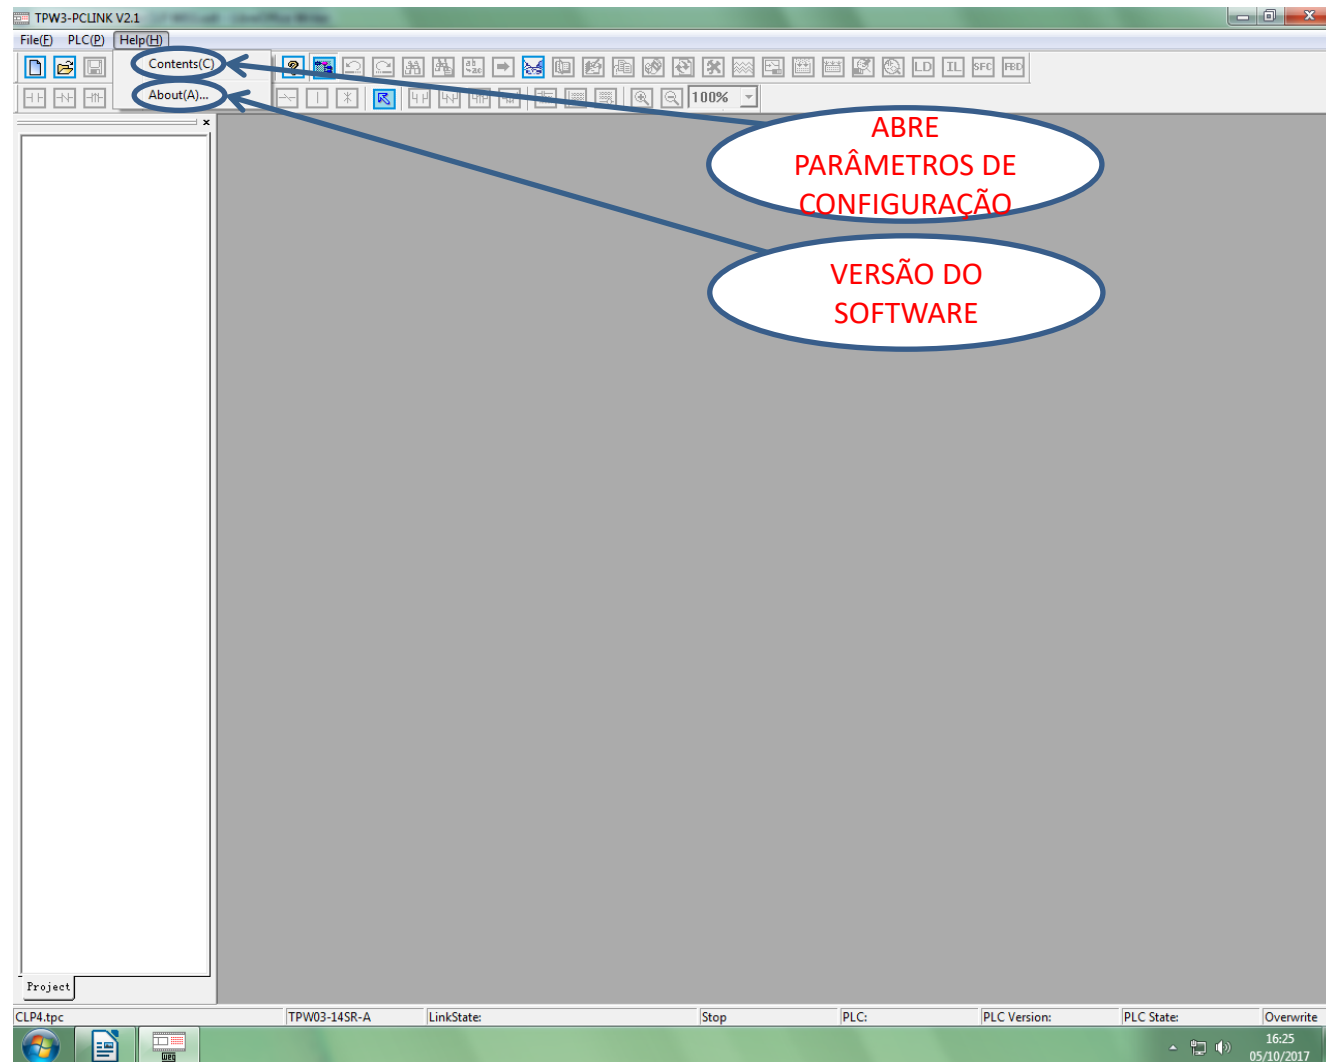 TPW3-PCLINK V2.1
File(F) PLC(P) Help(H)
Contents(C)
About(A)...
LD IL SFC FBD
100%
ABRE
PARÂMETROS DE
CONFIGURAÇÃO
VERSÃO DO
SOFTWARE
Project
CLP4.tpc TPW03-14SR-A LinkState: Stop PLC: PLC Version: PLC State: Overwrite
16:25
05/10/2017